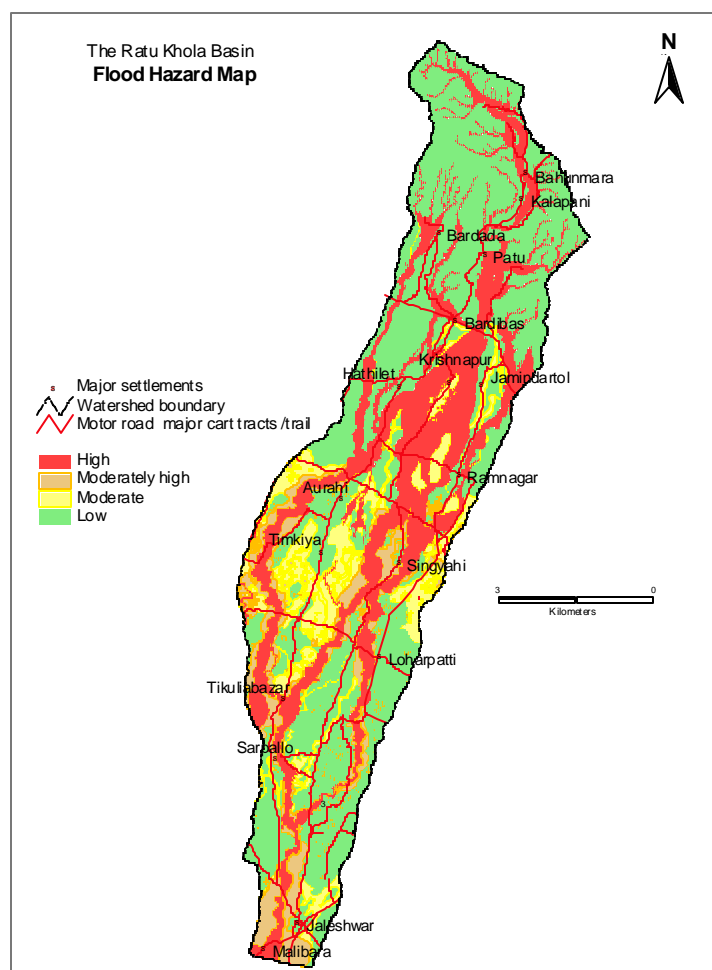 The Ratu Khola Basin
Flood Hazard Map
N
Bahunmara
Kalapani
Bardada
Patu
Bardibas
Krishnapur
Hathilet
Jamindartol
s Major settlements
Watershed boundary
Motor road major cart tracts /trail
High
Moderately high
Moderate
Low
Ramnagar
Aurahi
Timkiya
Singyahi
3 0
Kilometers
Loharpatti
Tikuliabazar
Sarpallo
Jaleshwar
Malibara